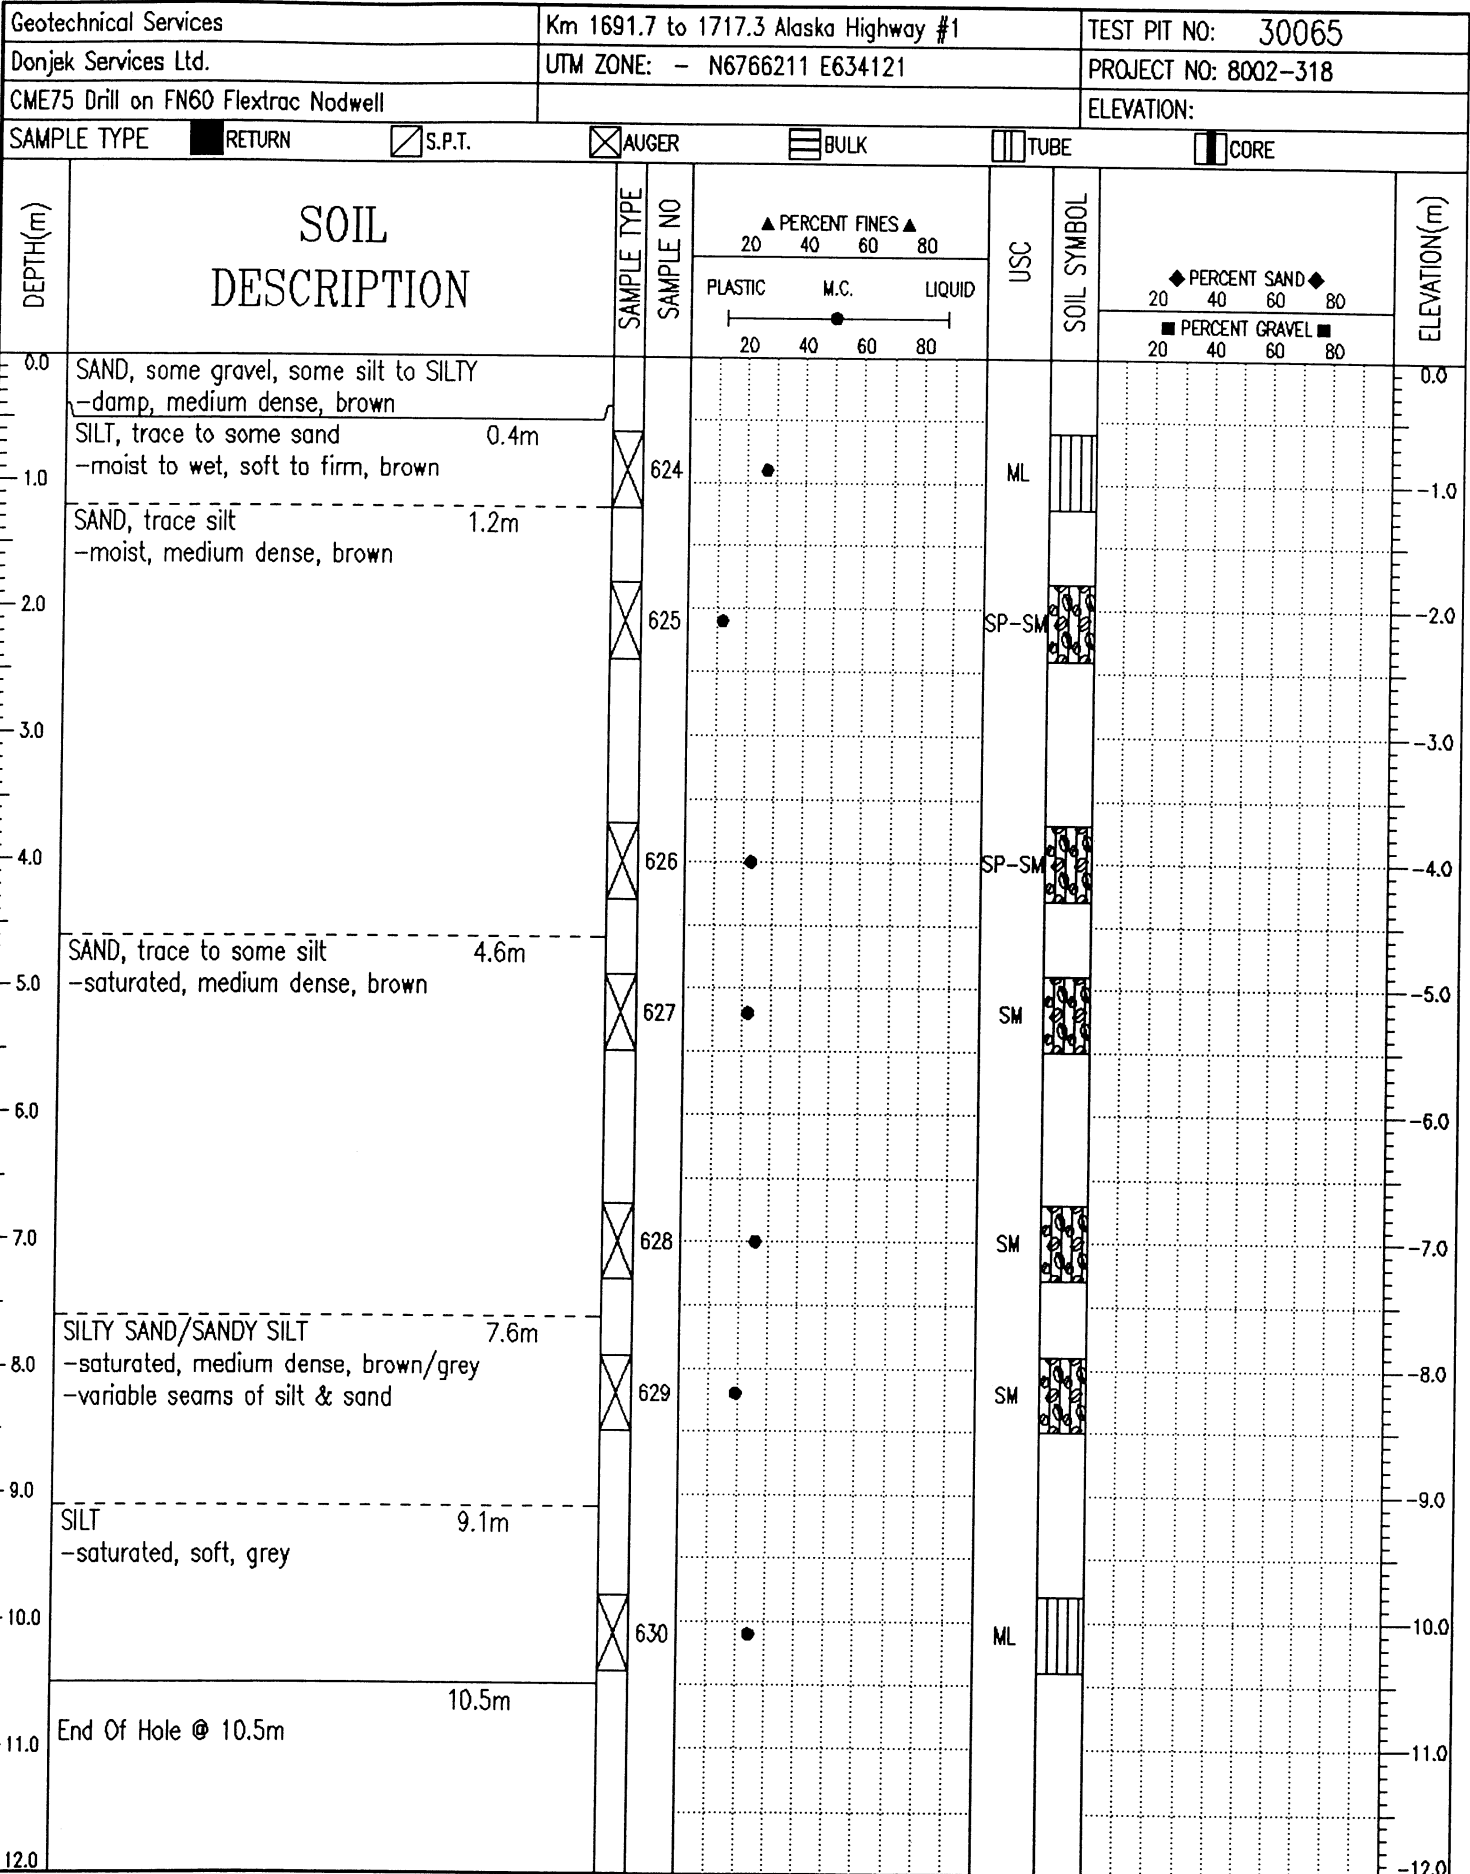 Geotechnical Services
Km 1691.7 to 1717.3 Alaska Highway #1
TEST PIT NO: 30065
Donjek Services Ltd.
UTM ZONE: - N6766211 E634121
PROJECT NO: 8002-318
CME75 Drill on FN60 Flextrac Nodwell
ELEVATION:
SAMPLE TYPE
RETURN
S.P.T.
AUGER
BULK
TUBE
CORE
DEPTH(m)
SOIL
DESCRIPTION
SAMPLE TYPE
SAMPLE NO
▲ PERCENT FINES ▲
20 40 60 80
PLASTIC M.C. LIQUID
20 40 60 80
USC
SOIL SYMBOL
◆ PERCENT SAND ◆
20 40 60 80
■ PERCENT GRAVEL ■
20 40 60 80
ELEVATION(m)
0.0
SAND, some gravel, some silt to SILTY
0.0
-damp, medium dense, brown
SILT, trace to some sand 0.4m
-moist to wet, soft to firm, brown
624
ML
1.0
-1.0
SAND, trace silt 1.2m
-moist, medium dense, brown
2.0
625
SP-SM
-2.0
3.0
-3.0
4.0
626
SP-SM
-4.0
SAND, trace to some silt 4.6m
-saturated, medium dense, brown
5.0
-5.0
627
SM
6.0
-6.0
7.0
628
SM
-7.0
SILTY SAND/SANDY SILT 7.6m
-saturated, medium dense, brown/grey
8.0
-8.0
-variable seams of silt & sand
629
SM
9.0
-9.0
SILT 9.1m
-saturated, soft, grey
10.0
630
ML
-10.0
10.5m
End Of Hole @ 10.5m
11.0
-11.0
12.0
-12.0